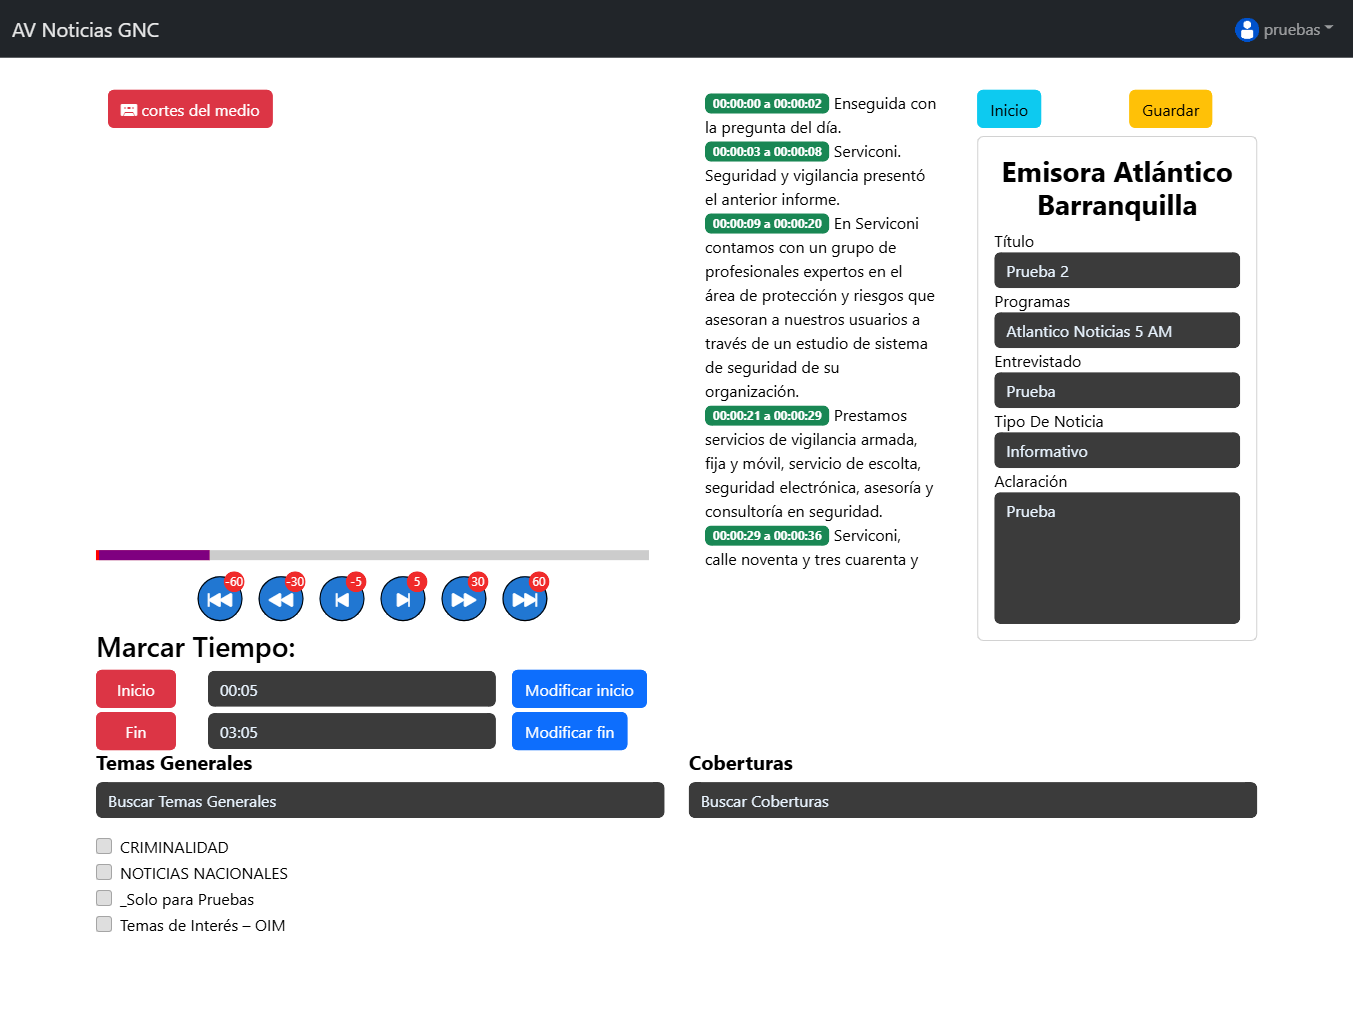 AV Noticias GNC
pruebas
cortes del medio
00:00:00 a 00:00:02 Enseguida con
la pregunta del día.
00:00:03 a 00:00:08 Serviconi.
Seguridad y vigilancia presentó
el anterior informe.
00:00:09 a 00:00:20 En Serviconi
contamos con un grupo de
profesionales expertos en el
área de protección y riesgos que
asesoran a nuestros usuarios a
través de un estudio de sistema
de seguridad de su
organización.
00:00:21 a 00:00:29 Prestamos
servicios de vigilancia armada,
fija y móvil, servicio de escolta,
seguridad electrónica, asesoría y
consultoría en seguridad.
00:00:29 a 00:00:36 Serviconi,
calle noventa y tres cuarenta y
Inicio
Guardar
Emisora Atlántico
Barranquilla
Título
Prueba 2
Programas
Atlantico Noticias 5 AM
Entrevistado
Prueba
Tipo De Noticia
Informativo
Aclaración
Prueba
-60
-30
-5
5
30
60
Marcar Tiempo:
Inicio
00:05
Modificar inicio
Fin
03:05
Modificar fin
Temas Generales
Buscar Temas Generales
CRIMINALIDAD
NOTICIAS NACIONALES
_Solo para Pruebas
Temas de Interés – OIM
Coberturas
Buscar Coberturas